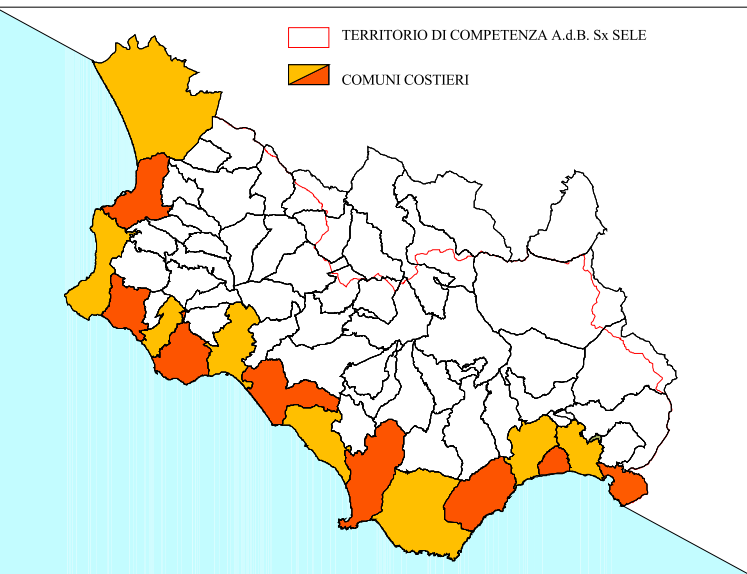 TERRITORIO DI COMPETENZA A.d.B. Sx SELE
COMUNI COSTIERI